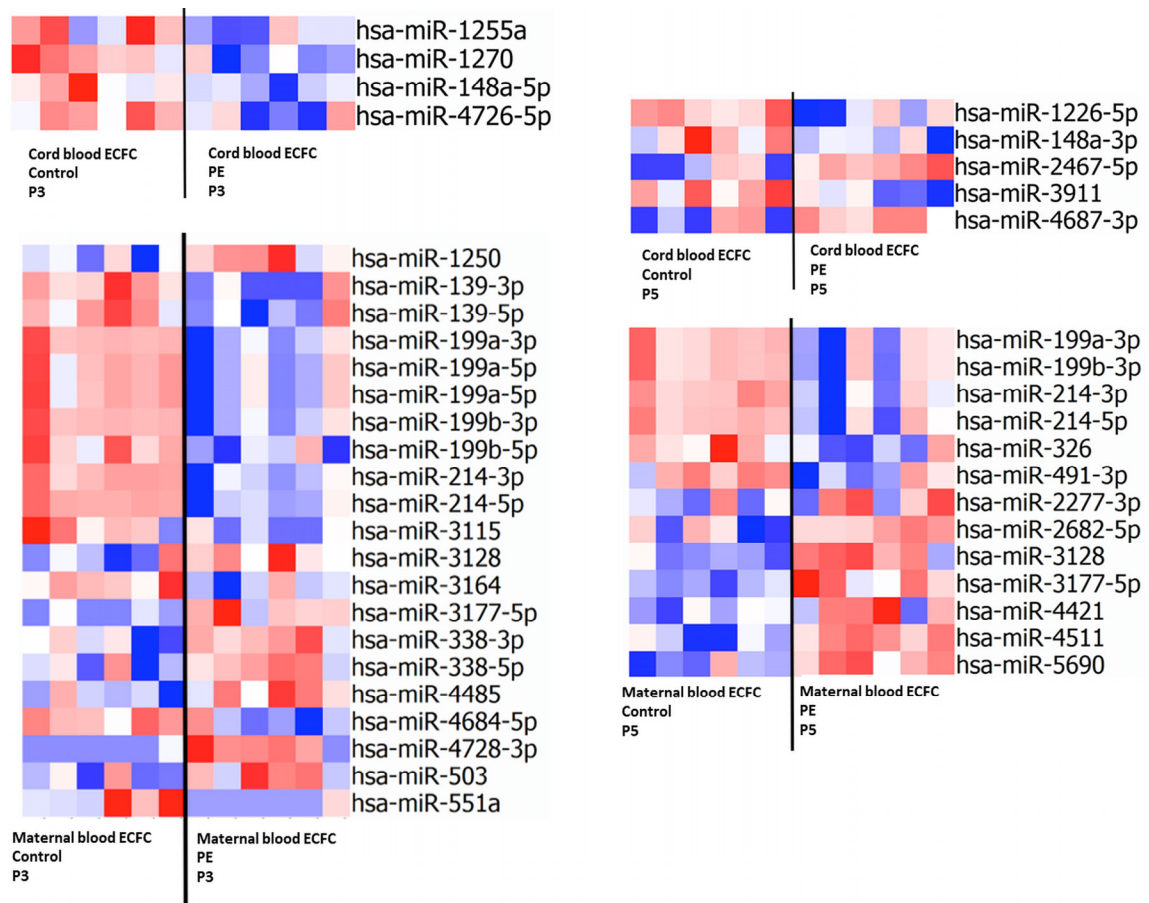 hsa-miR-1255a
hsa-miR-1270
hsa-miR-148a-5p
hsa-miR-4726-5p
Cord blood ECFC
Control
P3
Cord blood ECFC
PE
P3
hsa-miR-1250
hsa-miR-139-3p
hsa-miR-139-5p
hsa-miR-199a-3p
hsa-miR-199a-5p
hsa-miR-199a-5p
hsa-miR-199b-3p
hsa-miR-199b-5p
hsa-miR-214-3p
hsa-miR-214-5p
hsa-miR-3115
hsa-miR-3128
hsa-miR-3164
hsa-miR-3177-5p
hsa-miR-338-3p
hsa-miR-338-5p
hsa-miR-4485
hsa-miR-4684-5p
hsa-miR-4728-3p
hsa-miR-503
hsa-miR-551a
Maternal blood ECFC
Control
P3
Maternal blood ECFC
PE
P3
hsa-miR-1226-5p
hsa-miR-148a-3p
hsa-miR-2467-5p
hsa-miR-3911
hsa-miR-4687-3p
Cord blood ECFC
Control
P5
Cord blood ECFC
PE
P5
hsa-miR-199a-3p
hsa-miR-199b-3p
hsa-miR-214-3p
hsa-miR-214-5p
hsa-miR-326
hsa-miR-491-3p
hsa-miR-2277-3p
hsa-miR-2682-5p
hsa-miR-3128
hsa-miR-3177-5p
hsa-miR-4421
hsa-miR-4511
hsa-miR-5690
Maternal blood ECFC
Control
P5
Maternal blood ECFC
PE
P5